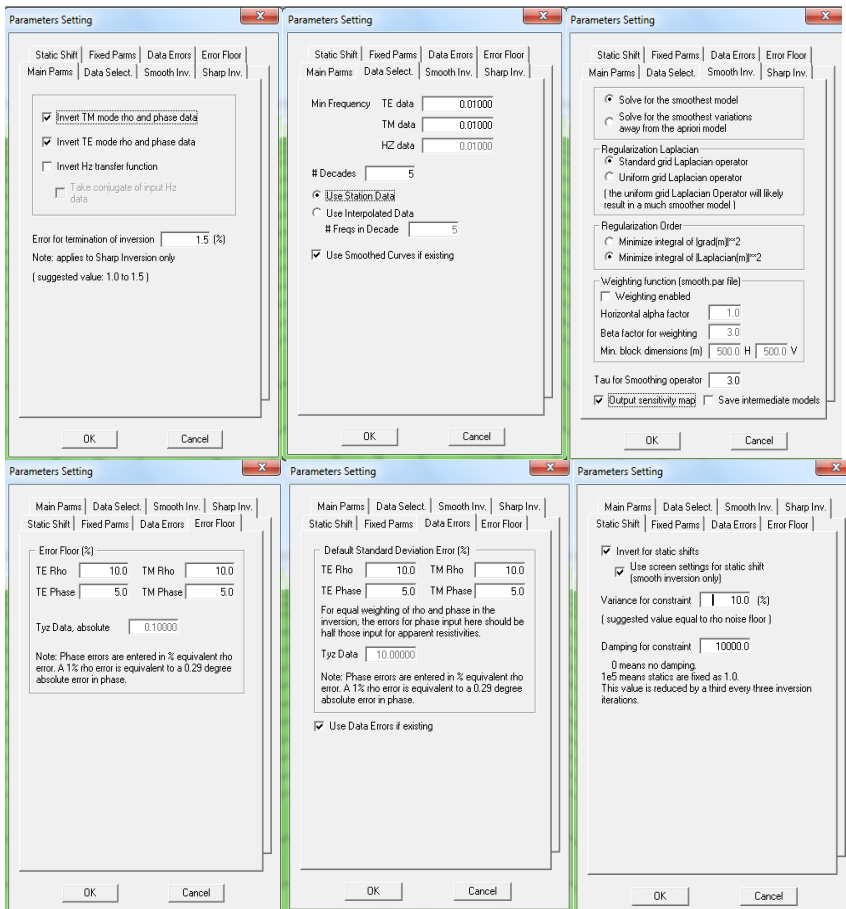 Parameters Setting
Static Shift Fixed Parms Data Errors Error Floor
Main Parms Data Select. Smooth Inv. Sharp Inv.
Invert TM mode rho and phase data
Invert TE mode rho and phase data
Invert Hz transfer function
Take conjugate of input Hz
data
Error for termination of inversion 1.5 (%)
Note: applies to Sharp Inversion only
( suggested value: 1.0 to 1.5 )
OK Cancel
Parameters Setting
Static Shift Fixed Parms Data Errors Error Floor
Main Parms Data Select. Smooth Inv. Sharp Inv.
Min Frequency TE data 0.01000
TM data 0.01000
HZ data 0.01000
# Decades 5
Use Station Data
Use Interpolated Data
# Freqs in Decade 5
Use Smoothed Curves if existing
OK Cancel
Parameters Setting
Static Shift Fixed Parms Data Errors Error Floor
Main Parms Data Select. Smooth Inv. Sharp Inv.
Solve for the smoothest model
Solve for the smoothest variations
away from the apriori model
Regularization Laplacian
Standard grid Laplacian operator
Uniform grid Laplacian operator
( the uniform grid Laplacian Operator will likely
result in a much smoother model )
Regularization Order
Minimize integral of |grad(m)|**2
Minimize integral of |Laplacian(m)|**2
Weighting function (smooth.par file)
Weighting enabled
Horizontal alpha factor 1.0
Beta factor for weighting 3.0
Min. block dimensions (m) 500.0 H 500.0 V
Tau for Smoothing operator 3.0
Output sensitivity map Save intermediate models
OK Cancel
Parameters Setting
Main Parms Data Select. Smooth Inv. Sharp Inv.
Static Shift Fixed Parms Data Errors Error Floor
Error Floor (%)
TE Rho 10.0 TM Rho 10.0
TE Phase 5.0 TM Phase 5.0
Tyz Data, absolute 0.10000
Note: Phase errors are entered in % equivalent rho
error. A 1% rho error is equivalent to a 0.29 degree
absolute error in phase.
OK Cancel
Parameters Setting
Main Parms Data Select. Smooth Inv. Sharp Inv.
Static Shift Fixed Parms Data Errors Error Floor
Default Standard Deviation Error (%)
TE Rho 10.0 TM Rho 10.0
TE Phase 5.0 TM Phase 5.0
For equal weighting of rho and phase in the
inversion, the errors for phase input here should be
half those input for apparent resistivities.
Tyz Data 10.00000
Note: Phase errors are entered in % equivalent rho
error. A 1% rho error is equivalent to a 0.29 degree
absolute error in phase.
Use Data Errors if existing
OK Cancel
Parameters Setting
Main Parms Data Select. Smooth Inv. Sharp Inv.
Static Shift Fixed Parms Data Errors Error Floor
Invert for static shifts
Use screen settings for static shift
(smooth inversion only)
Variance for constraint 10.0 (%)
( suggested value equal to rho noise floor )
Damping for constraint 10000.0
0 means no damping.
1e5 means statics are fixed as 1.0.
This value is reduced by a third every three inversion
iterations.
OK Cancel